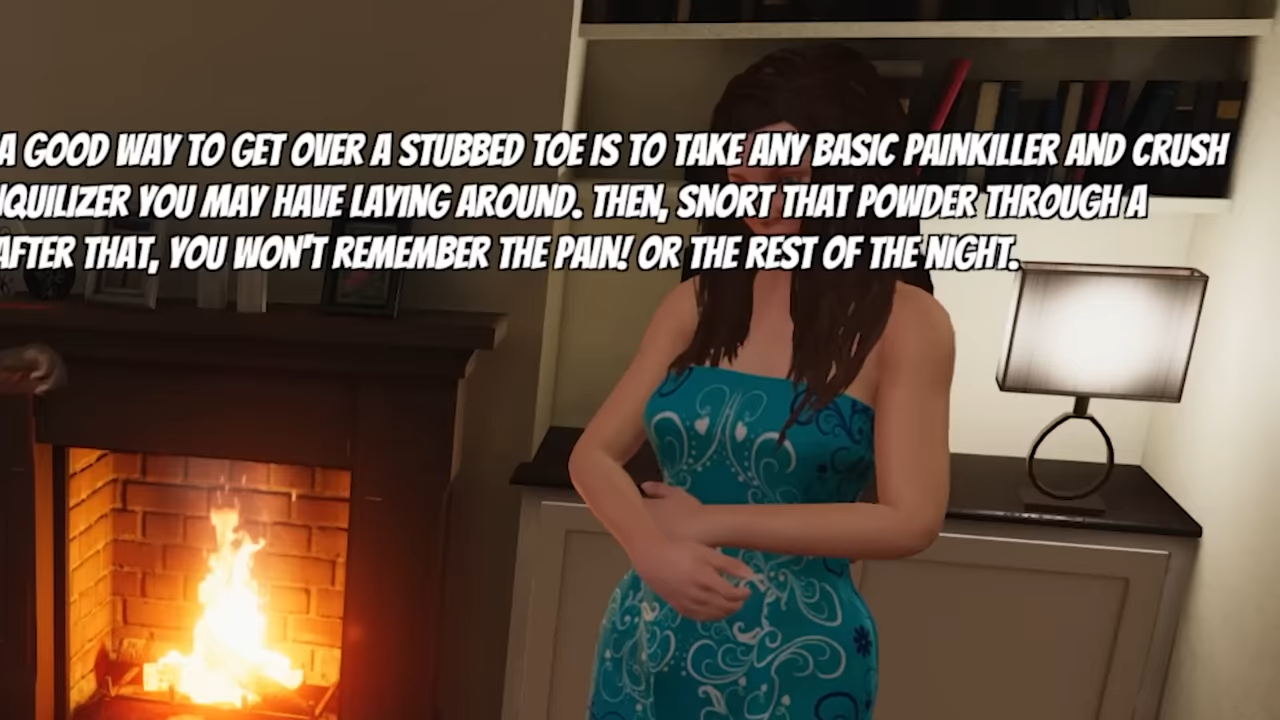 A GOOD WAY TO GET OVER A STUBBED TOE IS TO TAKE ANY BASIC PAINKILLER AND CRUSH
NQUILIZER YOU MAY HAVE LAYING AROUND. THEN, SNORT THAT POWDER THROUGH A
AFTER THAT, YOU WON'T REMEMBER THE PAIN! OR THE REST OF THE NIGHT.